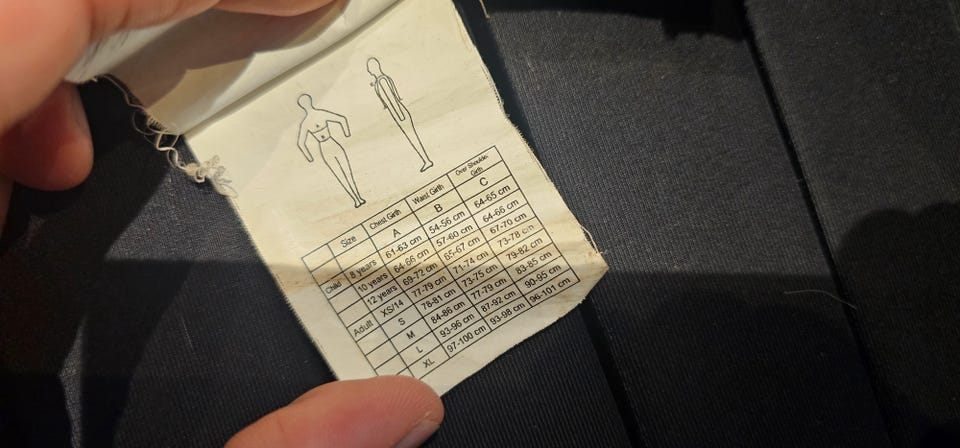 Size Chest Girth Waist Girth Over Shoulde- Girth
A B C
Child 8 years 61-63 cm 54-56 cm 64-65 cm
10 years 64-66 cm 57-60 cm 64-66 cm
12 years 69-72 cm 65-67 cm 67-70 cm
Adult XS/14 77-79 cm 71-74 cm 73-78 cm
S 78-81 cm 73-75 cm 79-82 cm
M 84-86 cm 77-79 cm 83-85 cm
L 93-96 cm 87-92 cm 90-95 cm
XL 97-100 cm 93-98 cm 96-101 cm